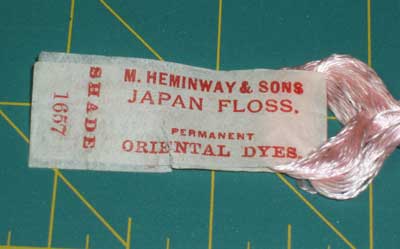 M. HEMINWAY & SONS
JAPAN FLOSS.
PERMANENT
ORIENTAL DYES.
SHADE
1657